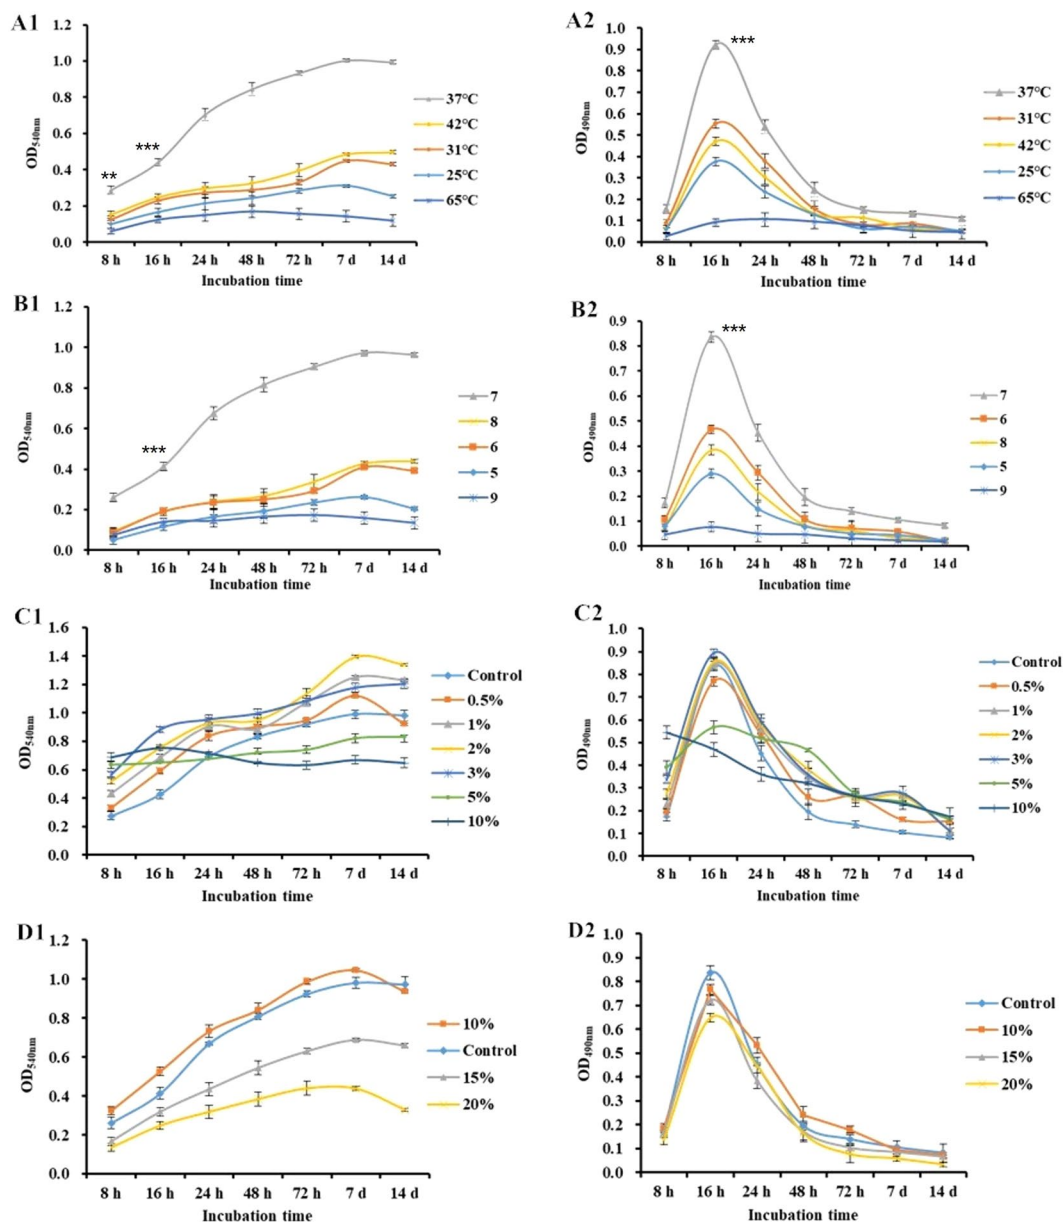 A1
1.2
1.0
0.8
0.6
0.4
0.2
0.0
OD540nm
**
***
37°C
42°C
31°C
25°C
65°C
8 h 16 h 24 h 48 h 72 h 7 d 14 d
Incubation time
A2
1.0
0.9
0.8
0.7
0.6
0.5
0.4
0.3
0.2
0.1
0.0
OD490nm
***
37°C
31°C
42°C
25°C
65°C
8 h 16 h 24 h 48 h 72 h 7 d 14 d
Incubation time
B1
1.2
1.0
0.8
0.6
0.4
0.2
0.0
OD540nm
***
7
8
6
5
9
8 h 16 h 24 h 48 h 72 h 7 d 14 d
Incubation time
B2
0.9
0.8
0.7
0.6
0.5
0.4
0.3
0.2
0.1
0.0
OD490nm
***
7
6
8
5
9
8 h 16 h 24 h 48 h 72 h 7 d 14 d
Incubation time
C1
1.6
1.4
1.2
1.0
0.8
0.6
0.4
0.2
0.0
OD540nm
Control
0.5%
1%
2%
3%
5%
10%
8 h 16 h 24 h 48 h 72 h 7 d 14 d
Incubation time
C2
1.0
0.9
0.8
0.7
0.6
0.5
0.4
0.3
0.2
0.1
0.0
OD490nm
Control
0.5%
1%
2%
3%
5%
10%
8 h 16 h 24 h 48 h 72 h 7 d 14 d
Incubation time
D1
1.2
1.0
0.8
0.6
0.4
0.2
0.0
OD540nm
10%
Control
15%
20%
8 h 16 h 24 h 48 h 72 h 7 d 14 d
Incubation time
D2
1.0
0.9
0.8
0.7
0.6
0.5
0.4
0.3
0.2
0.1
0.0
OD490nm
Control
10%
15%
20%
8 h 16 h 24 h 48 h 72 h 7 d 14 d
Incubation time